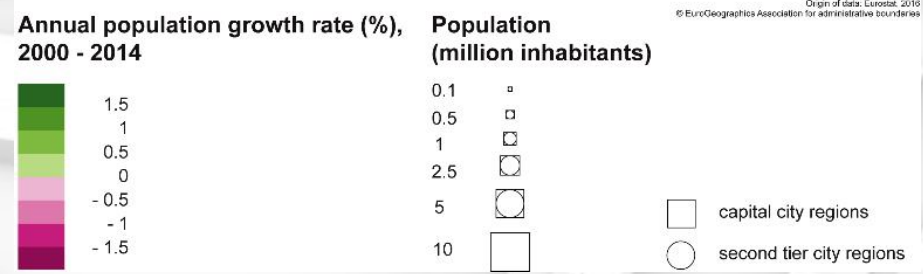 Origin of data: Eurostat, 2016
© EuroGeographics Association for administrative boundaries
Annual population growth rate (%),
2000 - 2014
1.5
1
0.5
0
- 0.5
- 1
- 1.5
Population
(million inhabitants)
0.1
0.5
1
2.5
5
10
capital city regions
second tier city regions